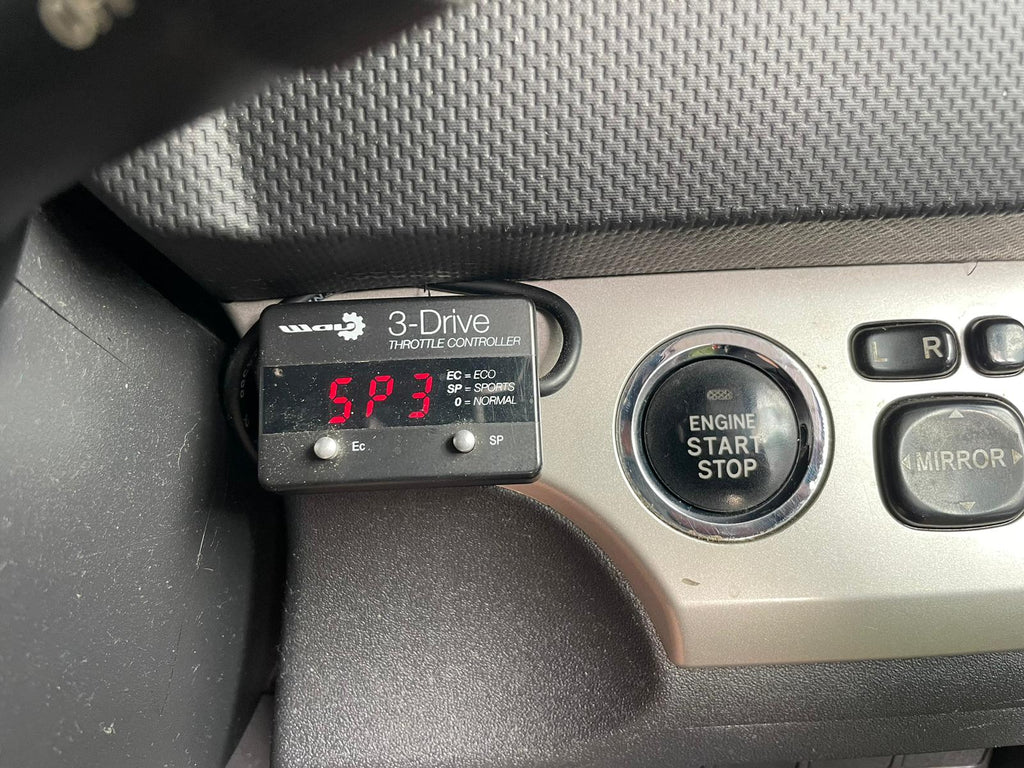 3-Drive
THROTTLE CONTROLLER
SP3
EC = ECO
SP = SPORTS
0 = NORMAL
Ec
SP
ENGINE
START
STOP
L R
MIRROR